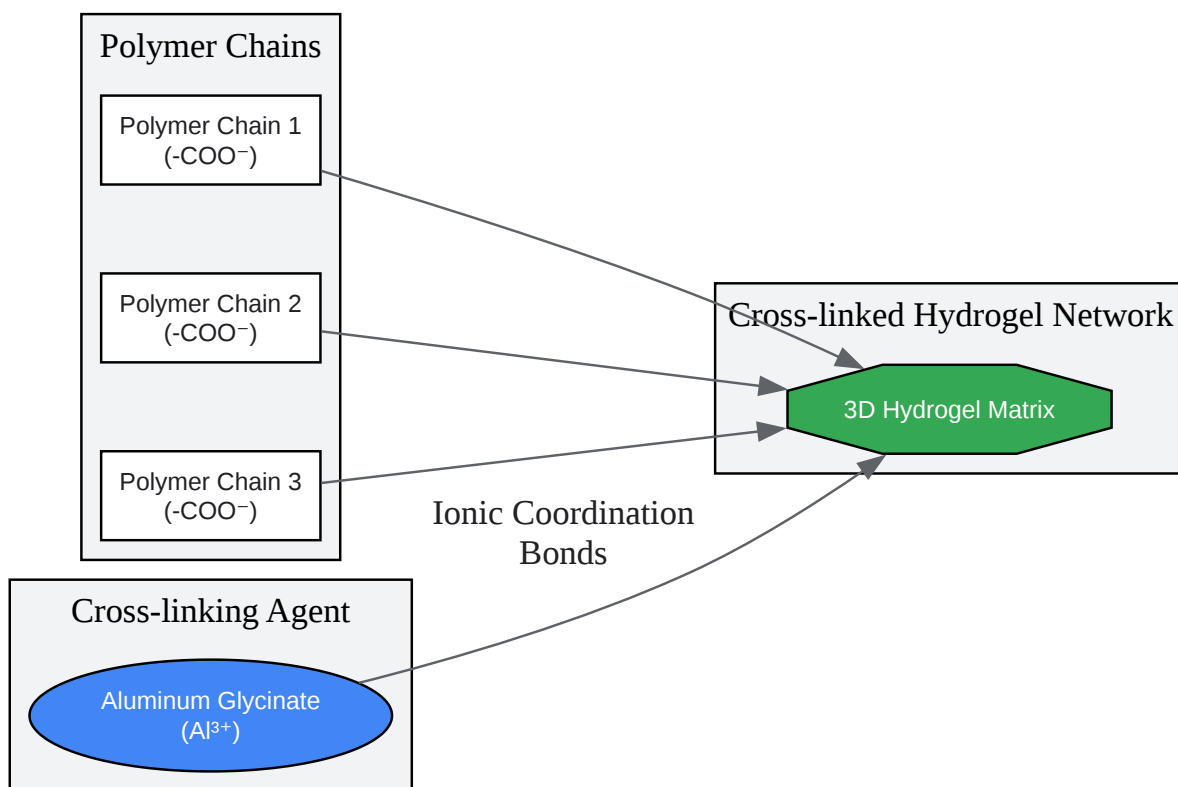 Polymer Chains
Polymer Chain 1
(-COO⁻)
Polymer Chain 2
(-COO⁻)
Polymer Chain 3
(-COO⁻)
Cross-linked Hydrogel Network
3D Hydrogel Matrix
Ionic Coordination
Bonds
Cross-linking Agent
Aluminum Glycinate
(Al³⁺)